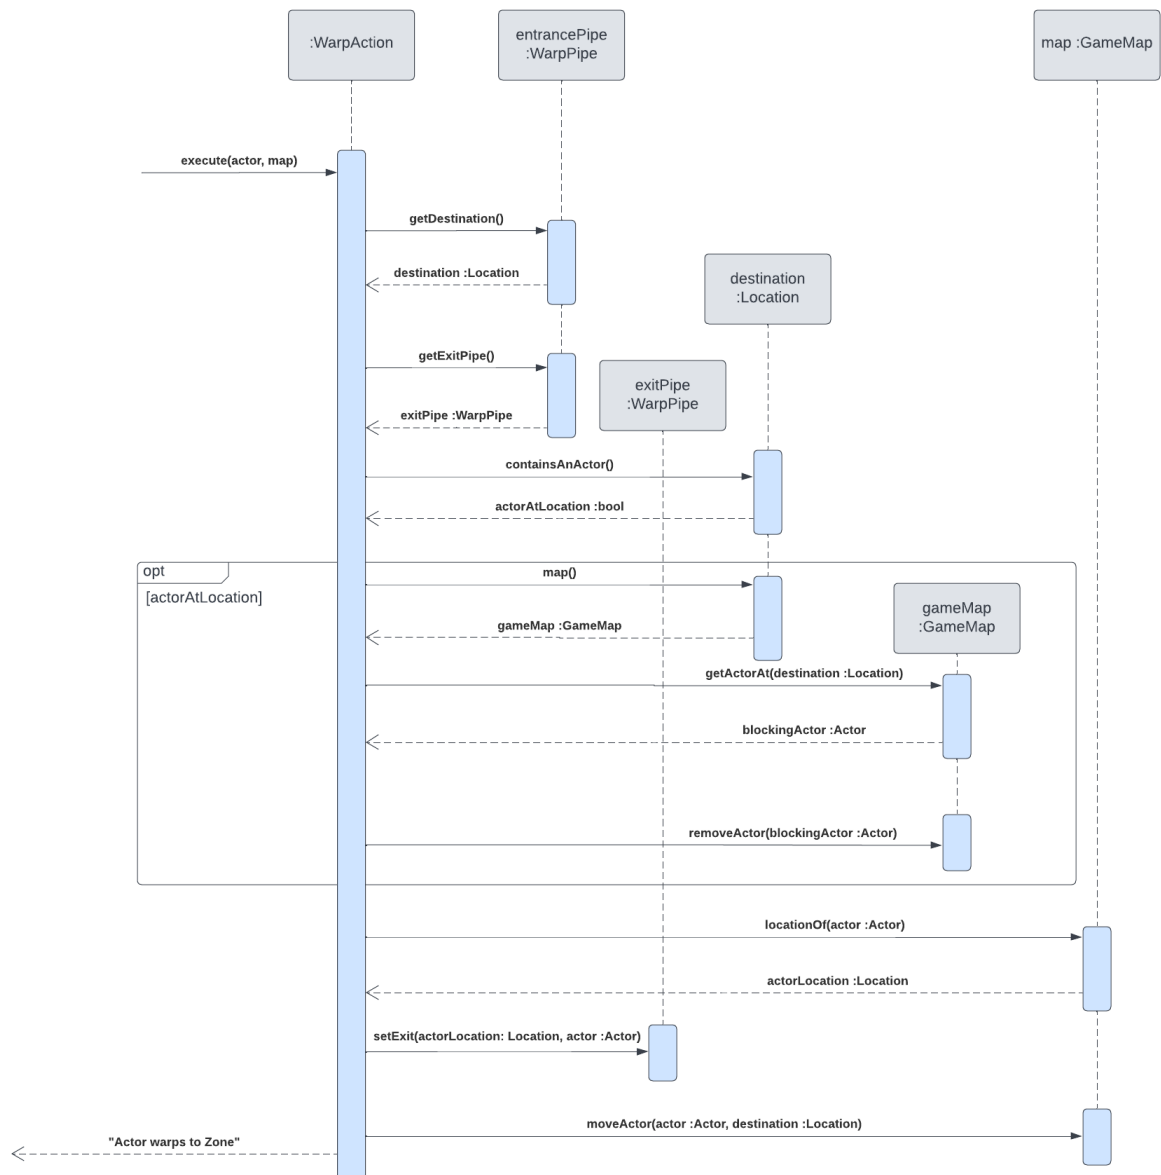 :WarpAction
entrancePipe
:WarpPipe
map :GameMap
execute(actor, map)
getDestination()
destination :Location
destination
:Location
getExitPipe()
exitPipe
:WarpPipe
exitPipe :WarpPipe
containsAnActor()
actorAtLocation :bool
opt
map()
[actorAtLocation]
gameMap
:GameMap
gameMap :GameMap
getActorAt(destination :Location)
blockingActor :Actor
removeActor(blockingActor :Actor)
locationOf(actor :Actor)
actorLocation :Location
setExit(actorLocation: Location, actor :Actor)
moveActor(actor :Actor, destination :Location)
"Actor warps to Zone"